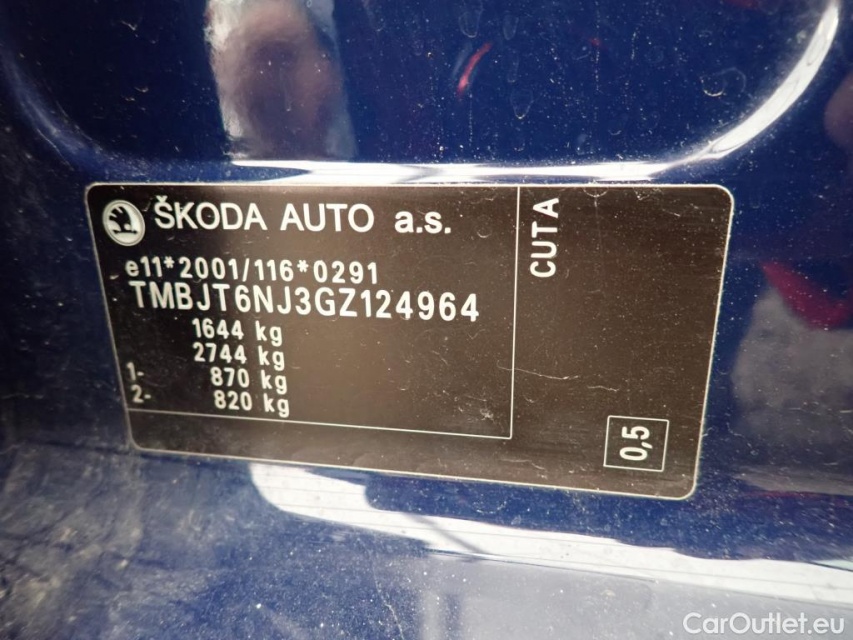 ŠKODA AUTO a.s.
e11*2001/116*0291
TMBJT6NJ3GZ124964
1644 kg
2744 kg
1- 870 kg
2- 820 kg
CUTA
0,5
CarOutlet.eu